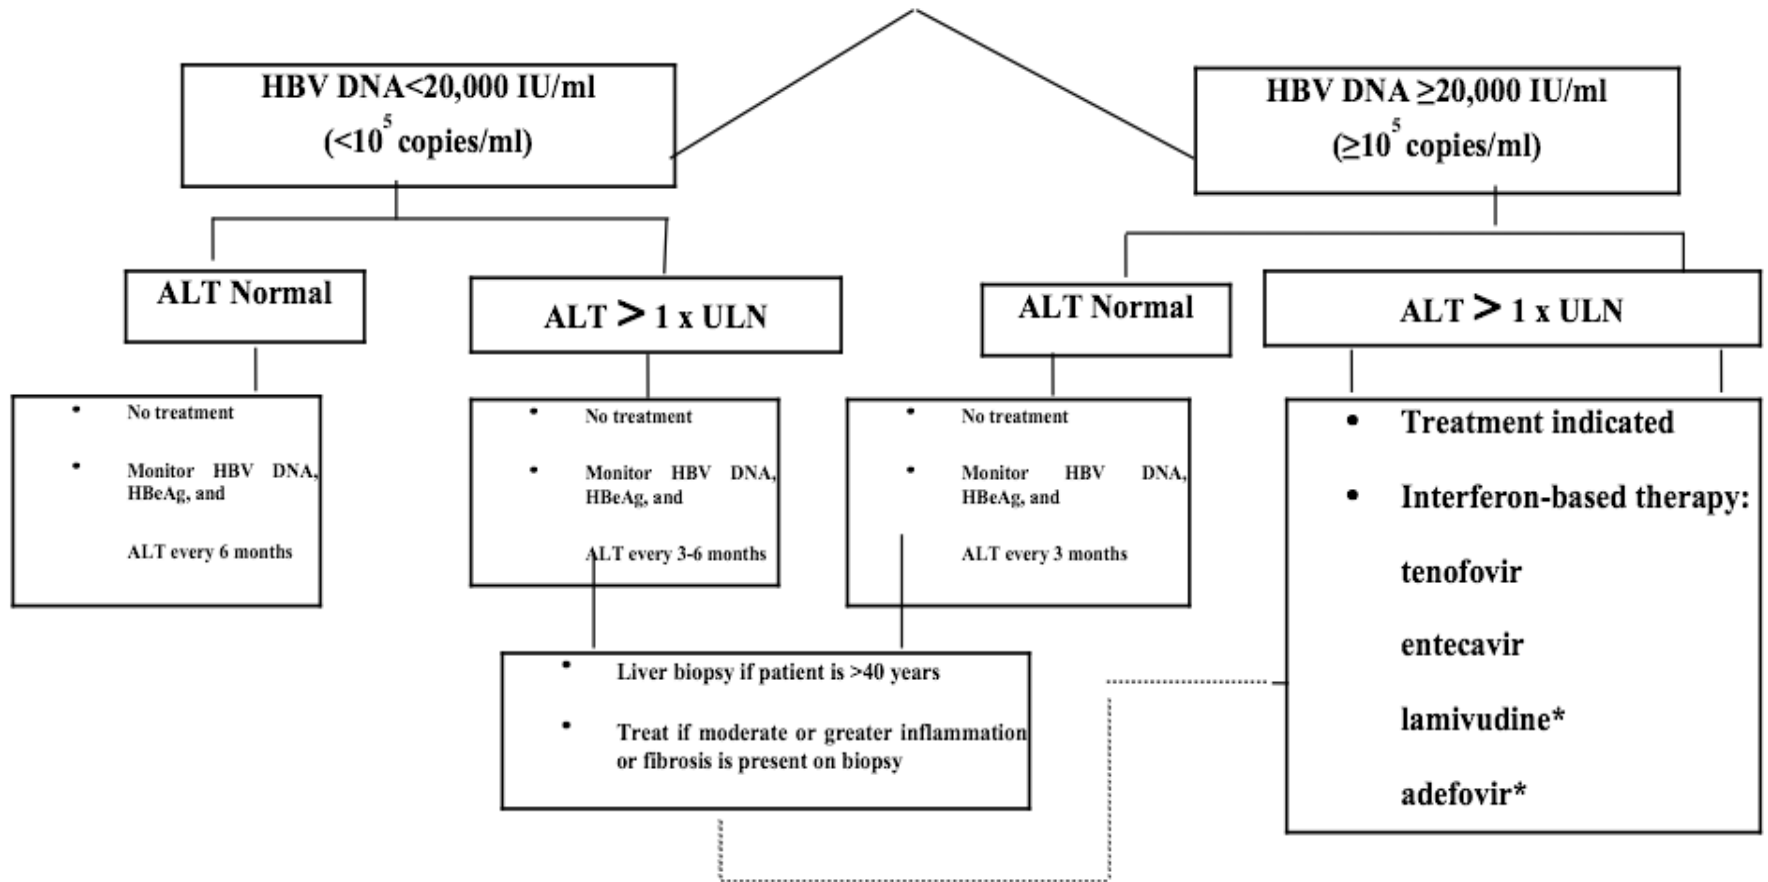 HBV DNA<20,000 IU/ml
(<10⁵ copies/ml)
HBV DNA ≥20,000 IU/ml
(≥10⁵ copies/ml)
ALT Normal
ALT > 1 x ULN
ALT Normal
ALT > 1 x ULN
• No treatment
• Monitor HBV DNA,
HBeAg, and
ALT every 6 months
• No treatment
• Monitor HBV DNA,
HBeAg, and
ALT every 3-6 months
• No treatment
• Monitor HBV DNA,
HBeAg, and
ALT every 3 months
• Treatment indicated
• Interferon-based therapy:
tenofovir
entecavir
lamivudine*
adefovir*
• Liver biopsy if patient is >40 years
• Treat if moderate or greater inflammation
or fibrosis is present on biopsy